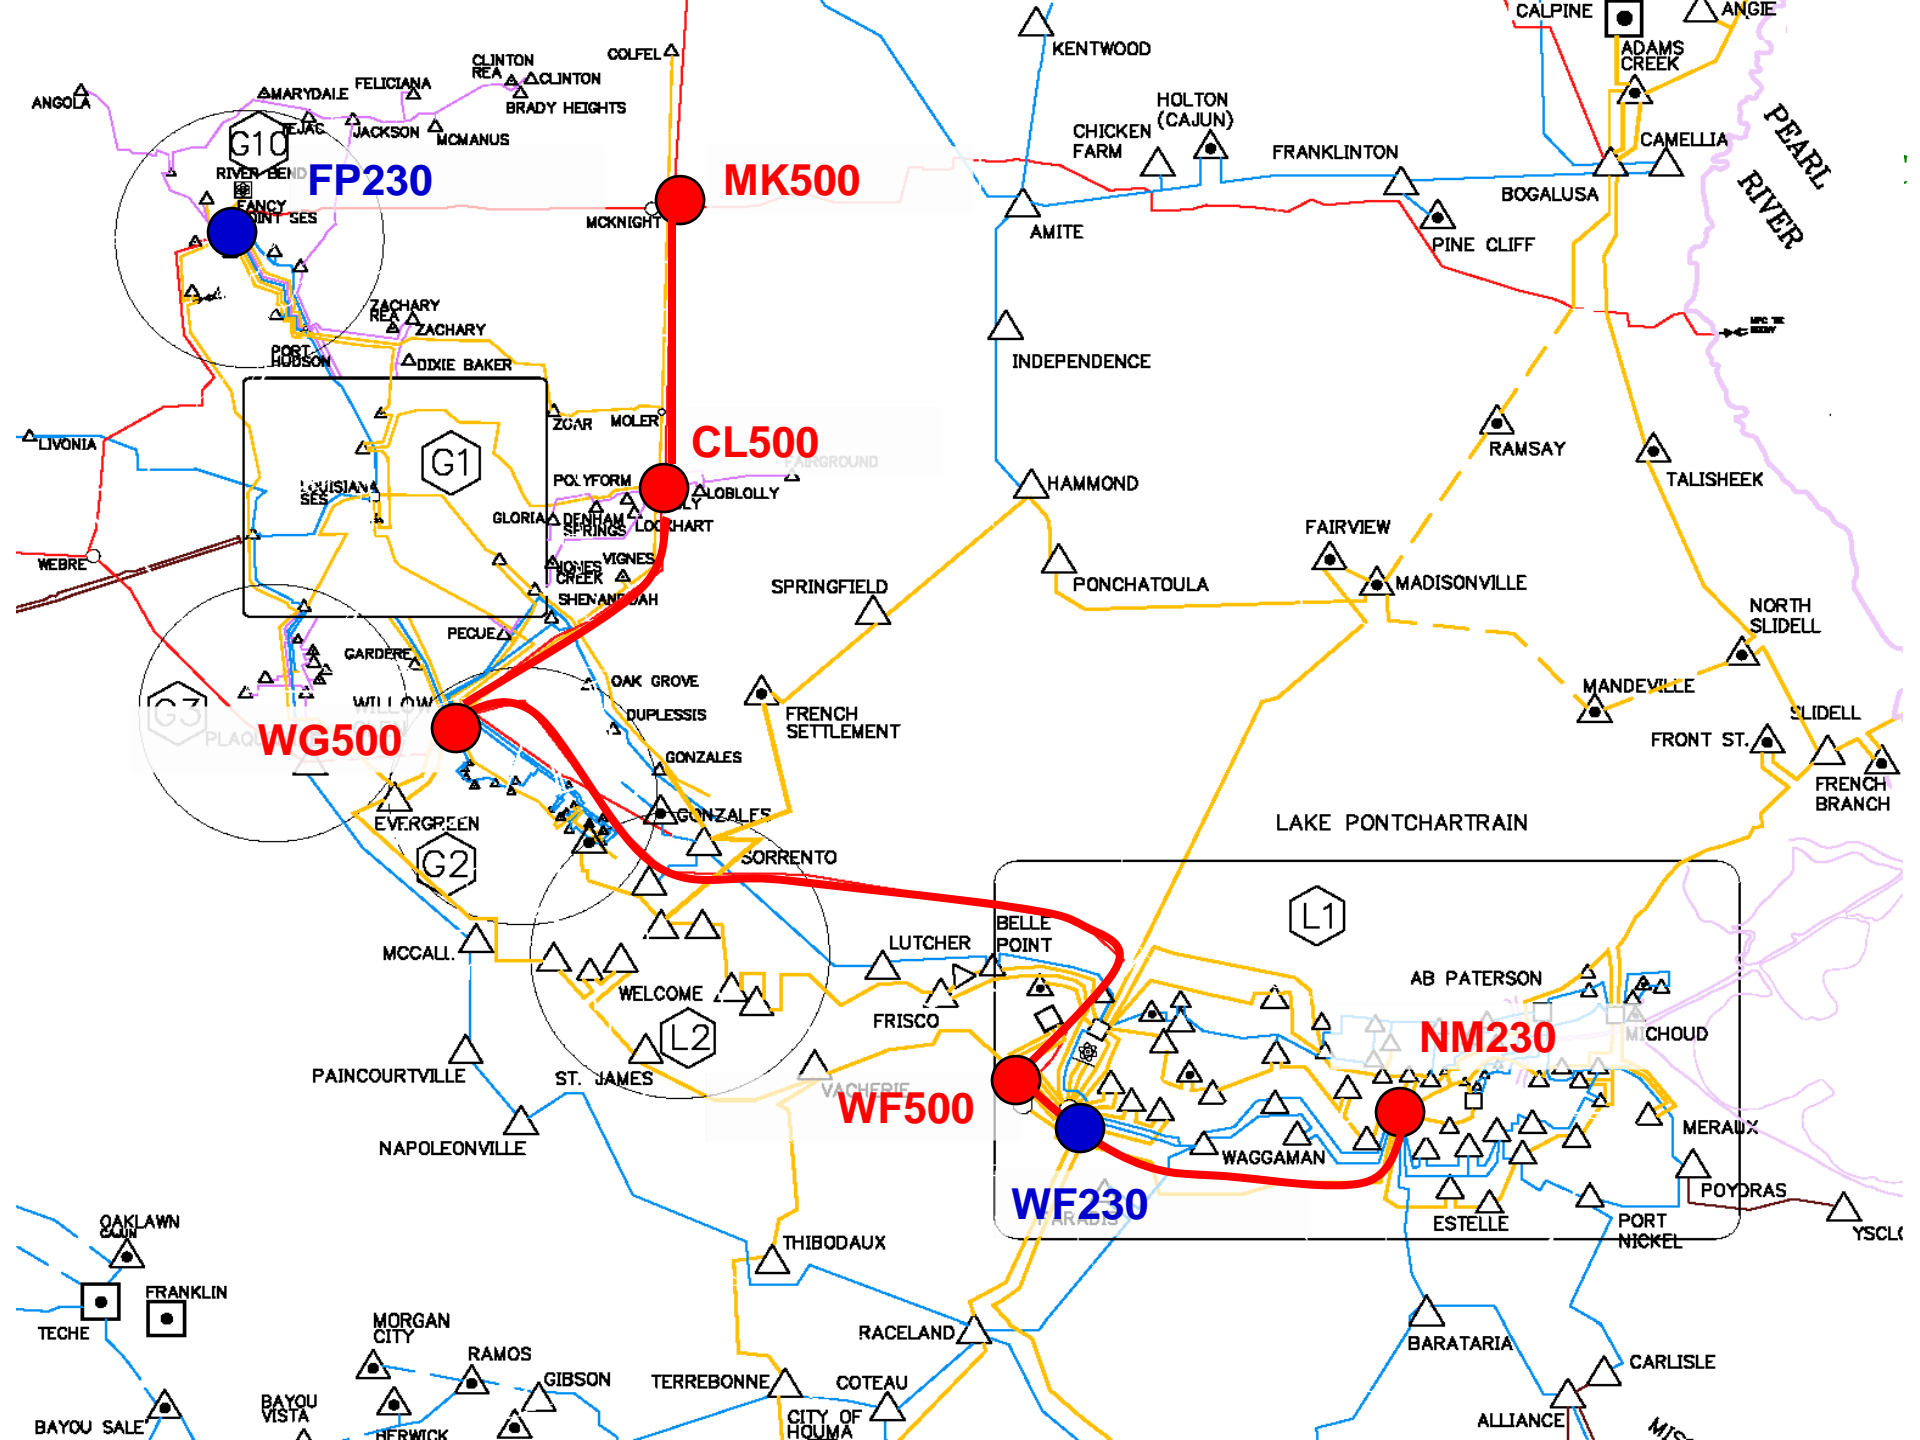 CALPINE
ANGIE
KENTWOOD
COLFEL
ADAMS
CREEK
CLINTON
REA
CLINTON
BRADY HEIGHTS
FELICIANA
ANGOLA
MARYDALE
TEJAC
JACKSON
MCMANUS
HOLTON
(CAJUN)
CHICKEN
FARM
FRANKLINTON
CAMELLIA
PEARL
RIVER
G10
RIVER BEND
FP230
MK500
BOGALUSA
FANCY
POINT SES
MCKNIGHT
AMITE
PINE CLIFF
ZACHARY
REA
ZACHARY
PORT
HUDSON
DIXIE BAKER
INDEPENDENCE
ZOAR
MOLER
CL500
RAMSAY
LIVONIA
G1
FAIRGROUND
TALISHEEK
LOUISIANA
SES
POLYFORM
LOBLOLLY
HAMMOND
GLORIA
DENHAM
SPRINGS
LOCKHART
FAIRVIEW
WEBRE
JONES
CREEK
VIGNES
PONCHATOULA
MADISONVILLE
SPRINGFIELD
SHENANDOAH
NORTH
SLIDELL
PECUE
GARDERE
OAK GROVE
MANDEVILLE
G3
WILLOW
GLEN
DUPLESSIS
FRENCH
SETTLEMENT
SLIDELL
WG500
FRONT ST.
GONZALES
FRENCH
BRANCH
GONZALES
EVERGREEN
LAKE PONTCHARTRAIN
G2
SORRENTO
L1
BELLE
POINT
MCCALL
LUTCHER
AB PATERSON
WELCOME
FRISCO
L2
NM230
MICHOUD
PAINCOURTVILLE
ST. JAMES
VACHERIE
WF500
NAPOLEONVILLE
MERAUX
WAGGAMAN
WF230
PARADIS
POYDRAS
ESTELLE
PORT
NICKEL
OAKLAWN
CAJUN
THIBODAUX
FRANKLIN
TECHE
MORGAN
CITY
RACELAND
BARATARIA
RAMOS
CARLISLE
GIBSON
TERREBONNE
COTEAU
BAYOU
VISTA
BAYOU SALE
CITY OF
HOUMA
ALLIANCE